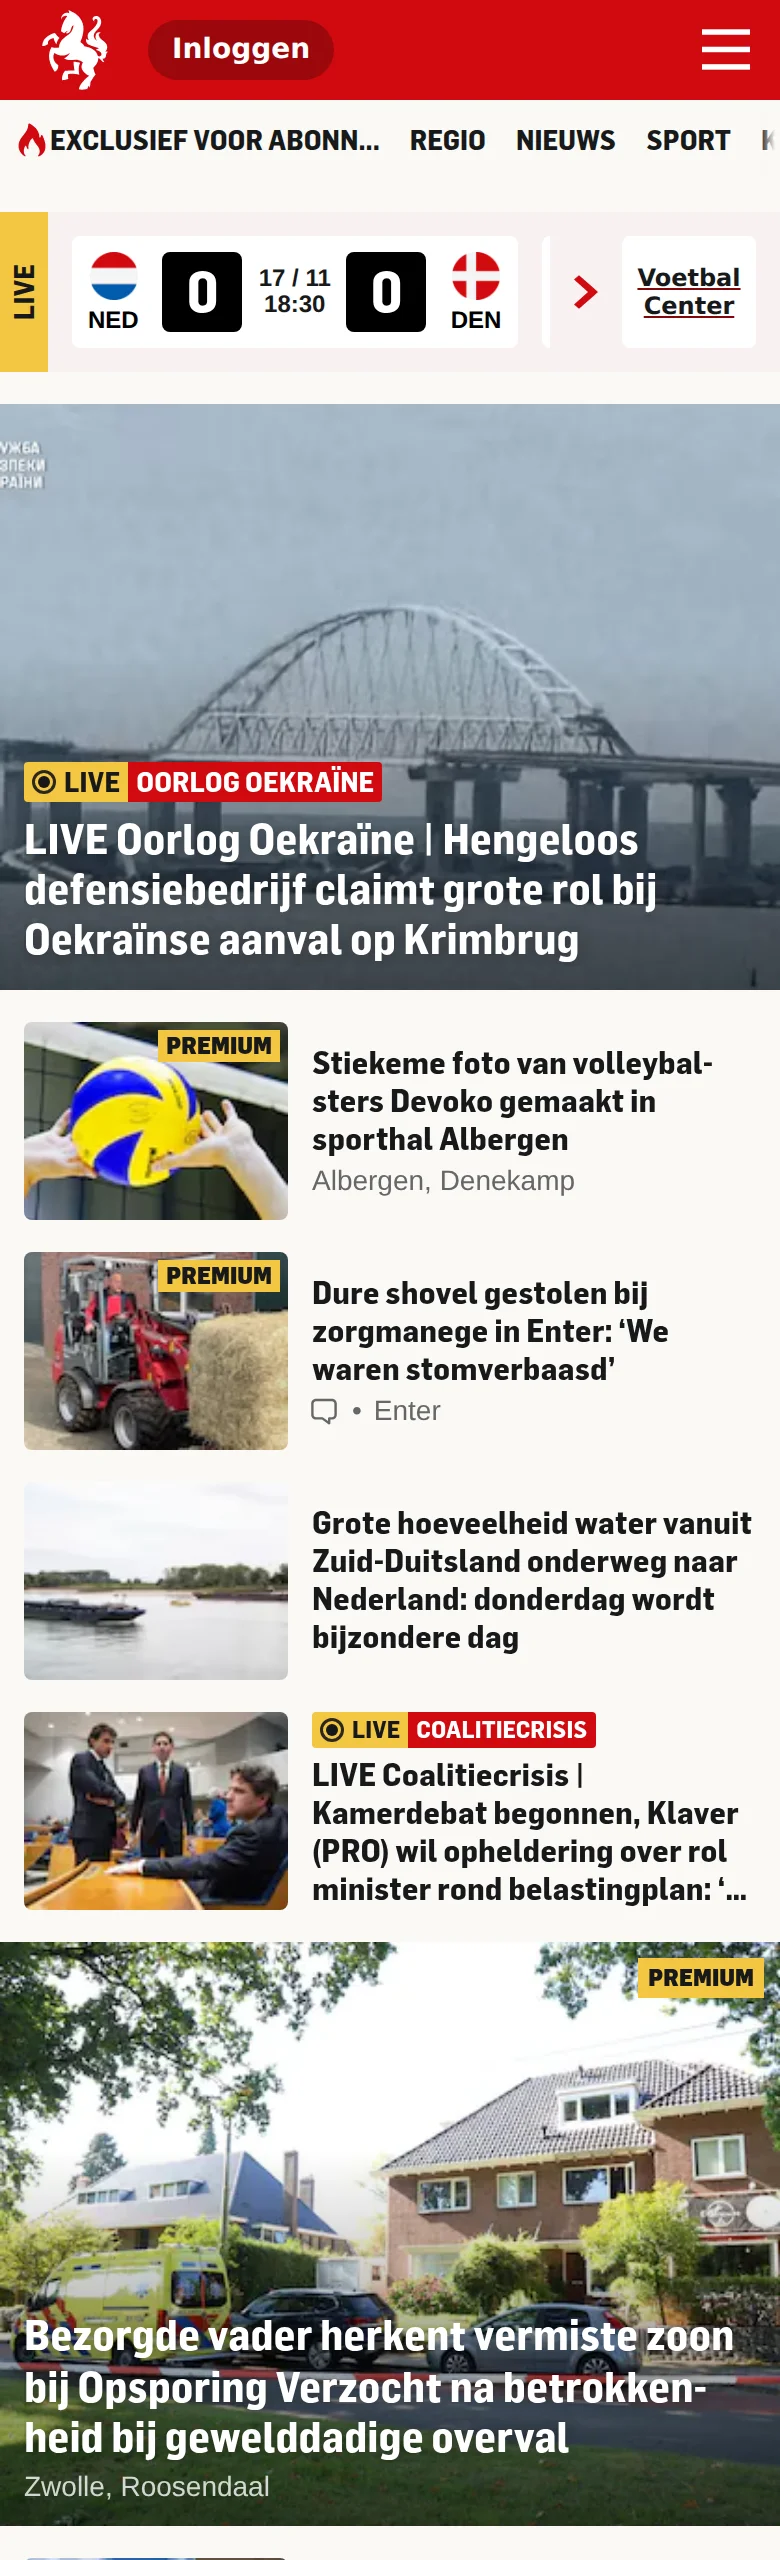 Inloggen
EXCLUSIEF VOOR ABONN... REGIO NIEUWS SPORT
LIVE
NED 0 17 / 11 18:30 0 DEN
Voetbal
Center
УЖБА
ЗПЕКИ
РАЇНИ
LIVE OORLOG OEKRAÏNE
LIVE Oorlog Oekraïne | Hengeloos
defensiebedrijf claimt grote rol bij
Oekraïnse aanval op Krimbrug
PREMIUM
Stiekeme foto van volleybal-
sters Devoko gemaakt in
sporthal Albergen
Albergen, Denekamp
PREMIUM
Dure shovel gestolen bij
zorgmanege in Enter: ‘We
waren stomverbaasd’
• Enter
Grote hoeveelheid water vanuit
Zuid-Duitsland onderweg naar
Nederland: donderdag wordt
bijzondere dag
LIVE COALITIECRISIS
LIVE Coalitiecrisis |
Kamerdebat begonnen, Klaver
(PRO) wil opheldering over rol
minister rond belastingplan: ‘...
PREMIUM
Bezorgde vader herkent vermiste zoon
bij Opsporing Verzocht na betrokken-
heid bij gewelddadige overval
Zwolle, Roosendaal